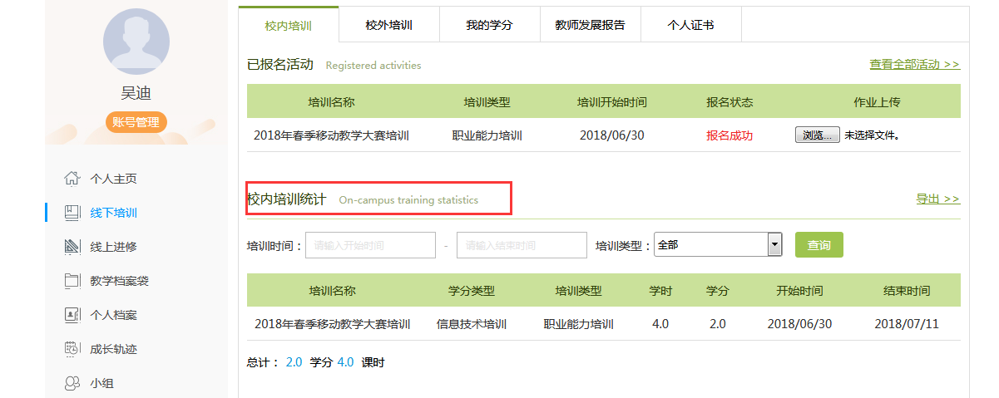 吴迪
账号管理
个人主页
线下培训
线上进修
教学档案袋
个人档案
成长轨迹
小组
校内培训 校外培训 我的学分 教师发展报告 个人证书
已报名活动 Registered activities 查看全部活动 >>
培训名称 培训类型 培训开始时间 报名状态 作业上传
2018年春季移动教学大赛培训 职业能力培训 2018/06/30 报名成功 浏览... 未选择文件。
校内培训统计 On-campus training statistics 导出 >>
培训时间： 请输入开始时间 - 请输入结束时间 培训类型： 全部 查询
培训名称 学分类型 培训类型 学时 学分 开始时间 结束时间
2018年春季移动教学大赛培训 信息技术培训 职业能力培训 4.0 2.0 2018/06/30 2018/07/11
总计： 2.0 学分 4.0 课时